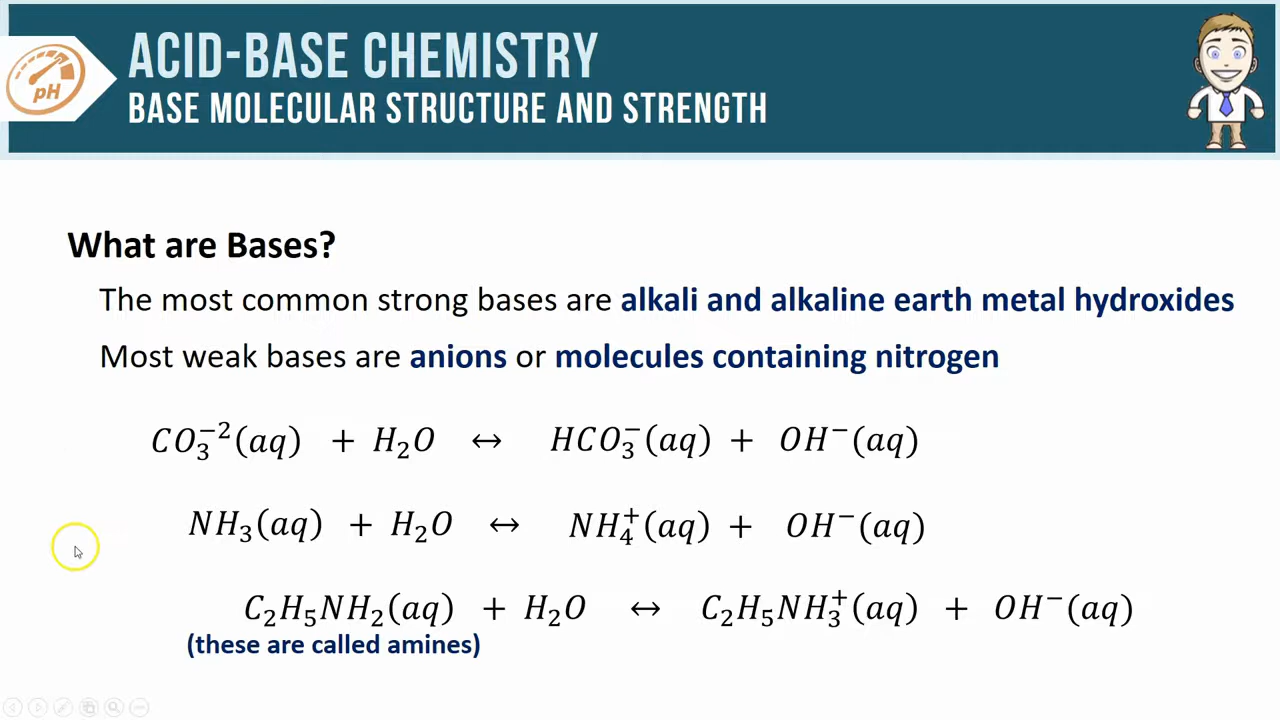 pH
ACID-BASE CHEMISTRY
BASE MOLECULAR STRUCTURE AND STRENGTH
What are Bases?
The most common strong bases are alkali and alkaline earth metal hydroxides
Most weak bases are anions or molecules containing nitrogen
CO₃⁻²(aq) + H₂O ↔ HCO₃⁻(aq) + OH⁻(aq)
NH₃(aq) + H₂O ↔ NH₄⁺(aq) + OH⁻(aq)
C₂H₅NH₂(aq) + H₂O ↔ C₂H₅NH₃⁺(aq) + OH⁻(aq)
(these are called amines)